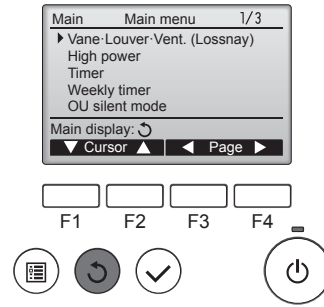 Main Main menu 1/3
Vane·Louver·Vent. (Lossnay)
High power
Timer
Weekly timer
OU silent mode
Main display:
Cursor Page
F1 F2 F3 F4